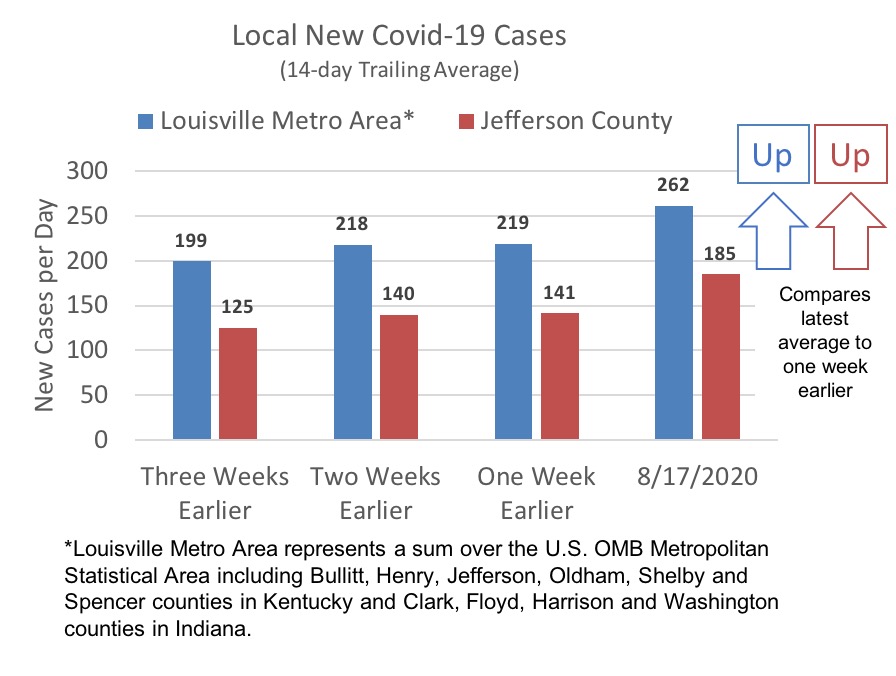 Local New Covid-19 Cases
(14-day Trailing Average)
Louisville Metro Area* Jefferson County
Up Up
New Cases per Day
300
250
200
150
100
50
0
199
125
218
140
219
141
262
185
Compares
latest
average to
one week
earlier
Three Weeks
Earlier
Two Weeks
Earlier
One Week
Earlier
8/17/2020
*Louisville Metro Area represents a sum over the U.S. OMB Metropolitan
Statistical Area including Bullitt, Henry, Jefferson, Oldham, Shelby and
Spencer counties in Kentucky and Clark, Floyd, Harrison and Washington
counties in Indiana.